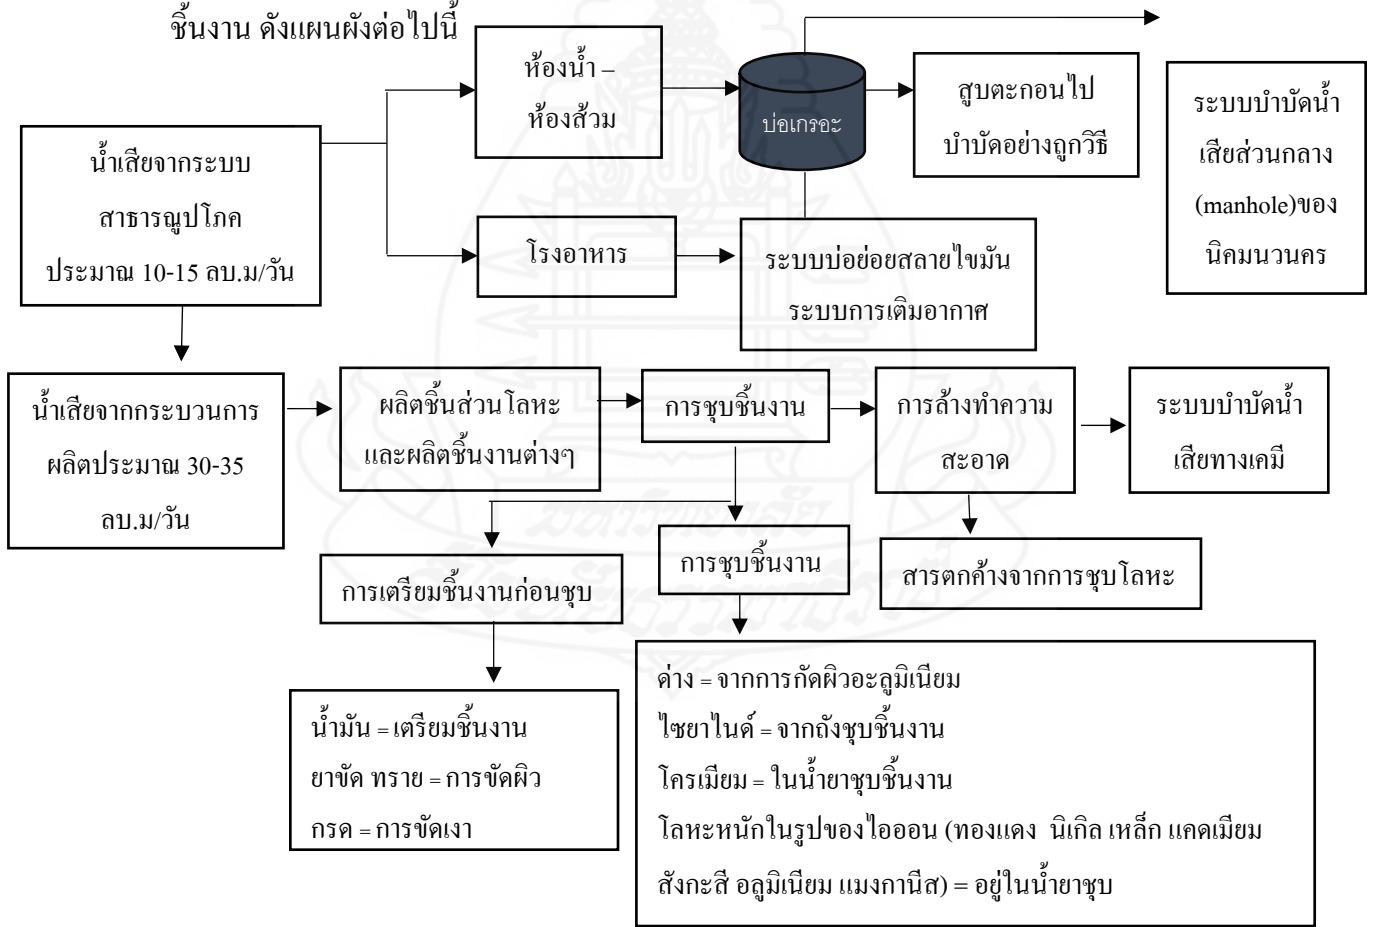 ชิ้นงาน ดังแผนผังต่อไปนี้
ห้องน้ำ –
ห้องส้วม
บ่อเกรอะ
สูบตะกอนไป
บำบัดอย่างถูกวิธี
ระบบบำบัดน้ำ
เสียส่วนกลาง
(manhole)ของ
นิคมนวนคร
น้ำเสียจากระบบ
สาธารณูปโภค
ประมาณ 10-15 ลบ.ม/วัน
โรงอาหาร
ระบบบ่อย่อยสลายไขมัน
ระบบการเติมอากาศ
น้ำเสียจากกระบวนการ
ผลิตประมาณ 30-35
ลบ.ม/วัน
ผลิตชิ้นส่วนโลหะ
และผลิตชิ้นงานต่างๆ
การชุบชิ้นงาน
การล้างทำความ
สะอาด
ระบบบำบัดน้ำ
เสียทางเคมี
การเตรียมชิ้นงานก่อนชุบ
การชุบชิ้นงาน
สารตกค้างจากการชุบโลหะ
น้ำมัน = เตรียมชิ้นงาน
ยาขัด ทราย = การขัดผิว
กรด = การขัดเงา
ด่าง = จากการกัดผิวอะลูมิเนียม
ไซยาไนด์ = จากถังชุบชิ้นงาน
โครเมียม = ในน้ำยาชุบชิ้นงาน
โลหะหนักในรูปของไอออน (ทองแดง นิเกิล เหล็ก แคดเมียม
สังกะสี อลูมิเนียม แมงกานีส) = อยู่ในน้ำยาชุบ
มหาวิทยาลัย
สุโขทัยธรรมาธิราช